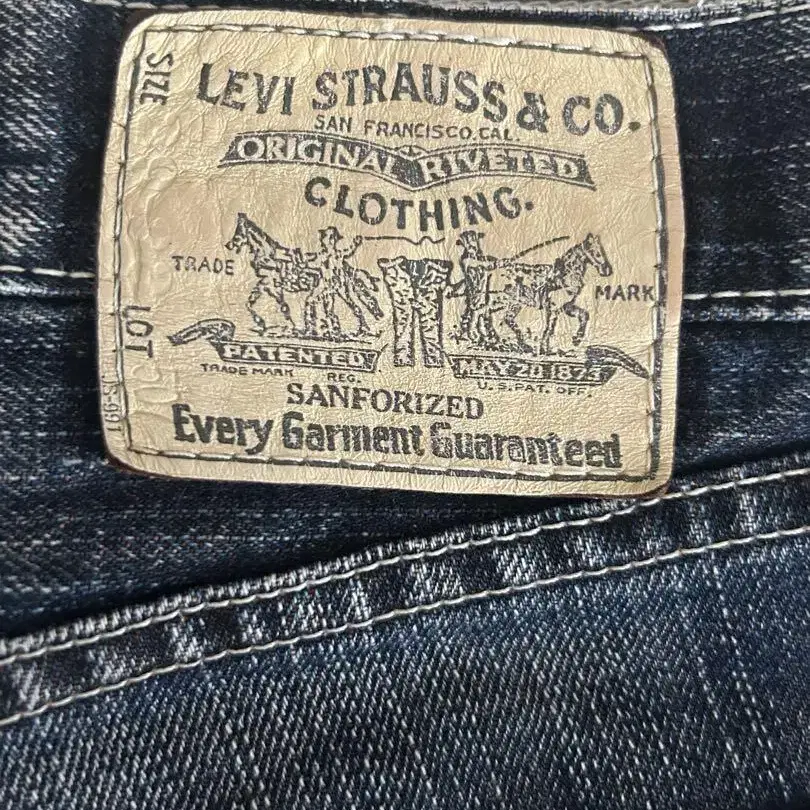 SIZE
LEVI STRAUSS & CO.
SAN FRANCISCO, CAL.
ORIGINAL RIVETED
CLOTHING.
TRADE
MARK
LOT
PATENTED
MAY 20 1873
TRADE MARK REG.
U.S. PAT. OFF.
SANFORIZED
Every Garment Guaranteed